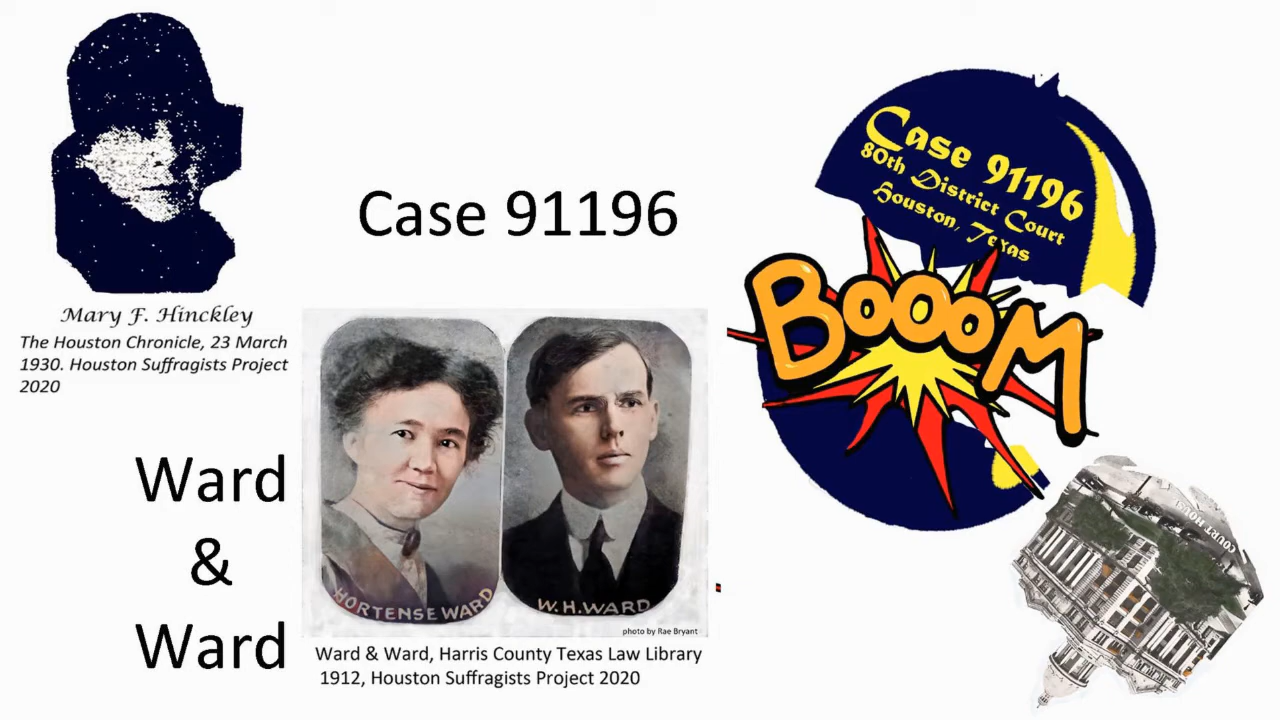 Mary F. Hinckley
The Houston Chronicle, 23 March
1930. Houston Suffragists Project
2020
Case 91196
Ward
&
Ward
HORTENSE WARD
W.H.WARD
photo by Rae Bryant
Ward & Ward, Harris County Texas Law Library
1912, Houston Suffragists Project 2020
Case 91196
80th District Court
Houston, Texas
BOOOM
COURT HOUS